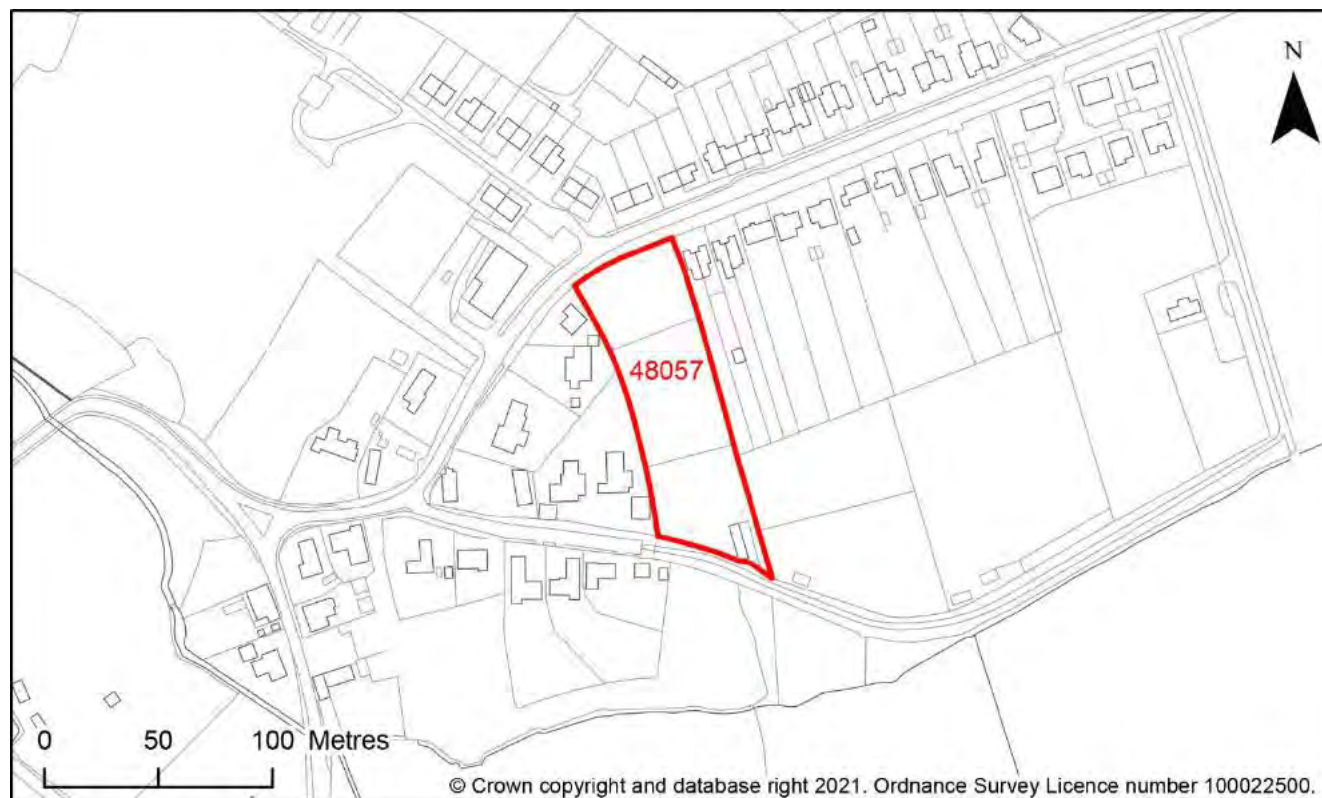 N
48057
0 50 100 Metres
© Crown copyright and database right 2021. Ordnance Survey Licence number 100022500.